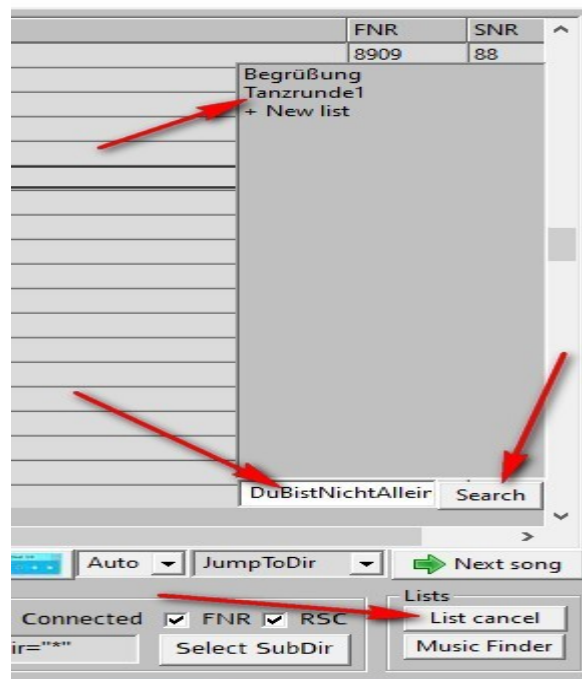 FNR SNR
8909 88
Begrüßung
Tanzrunde1
+ New list
DuBistNichtAlleir Search
Auto JumpToDir Next song
Lists
Connected FNR RSC List cancel
ir="*" Select SubDir Music Finder